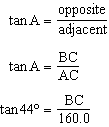 tan A = opposite / adjacent
tan A = BC / AC
tan 44° = BC / 160.0